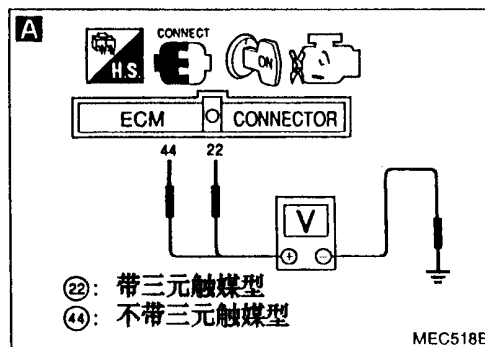 A
CONNECT
H.S.
ON
ECM CONNECTOR
44 22
V
⊕ ⊖
㉒: 带三元触媒型
㊹: 不带三元触媒型
MEC518B